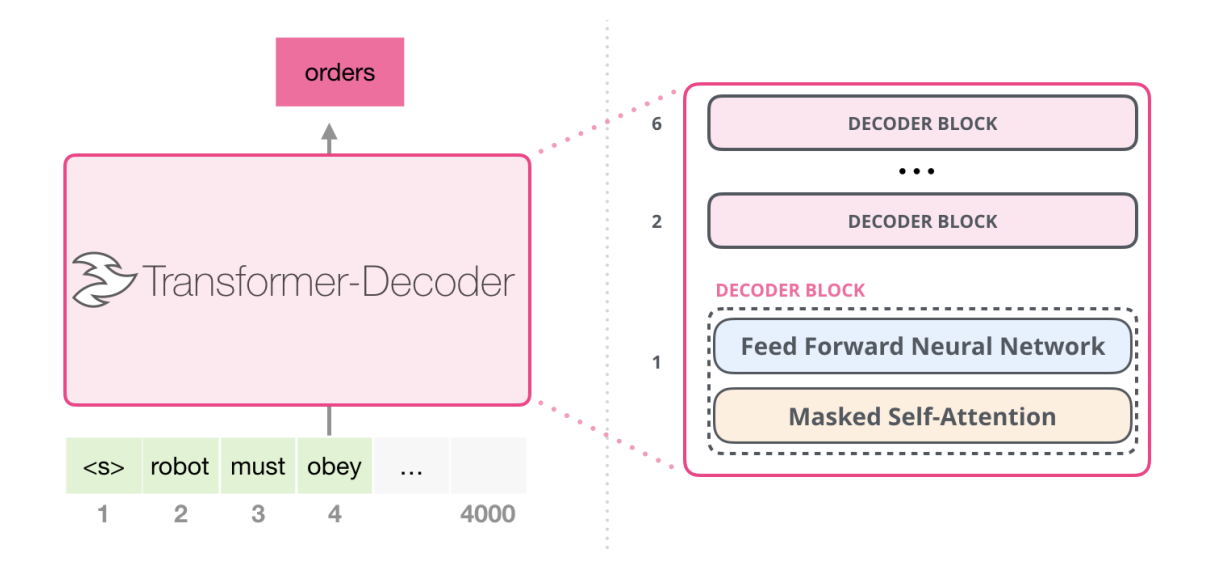 orders
Transformer-Decoder
<s> robot must obey ...
1 2 3 4 4000
6 DECODER BLOCK
...
2 DECODER BLOCK
DECODER BLOCK
Feed Forward Neural Network
1
Masked Self-Attention